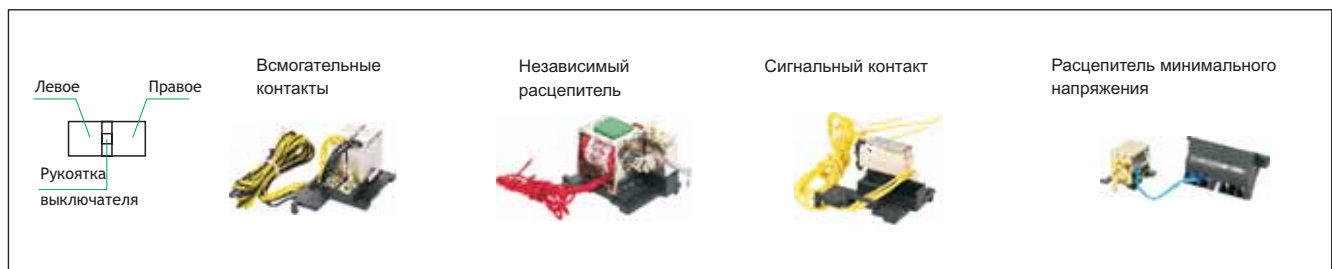 Левое
Правое
Рукоятка
выключателя
Всмогательные
контакты
Независимый
расцепитель
Сигнальный контакт
Расцепитель минимального
напряжения